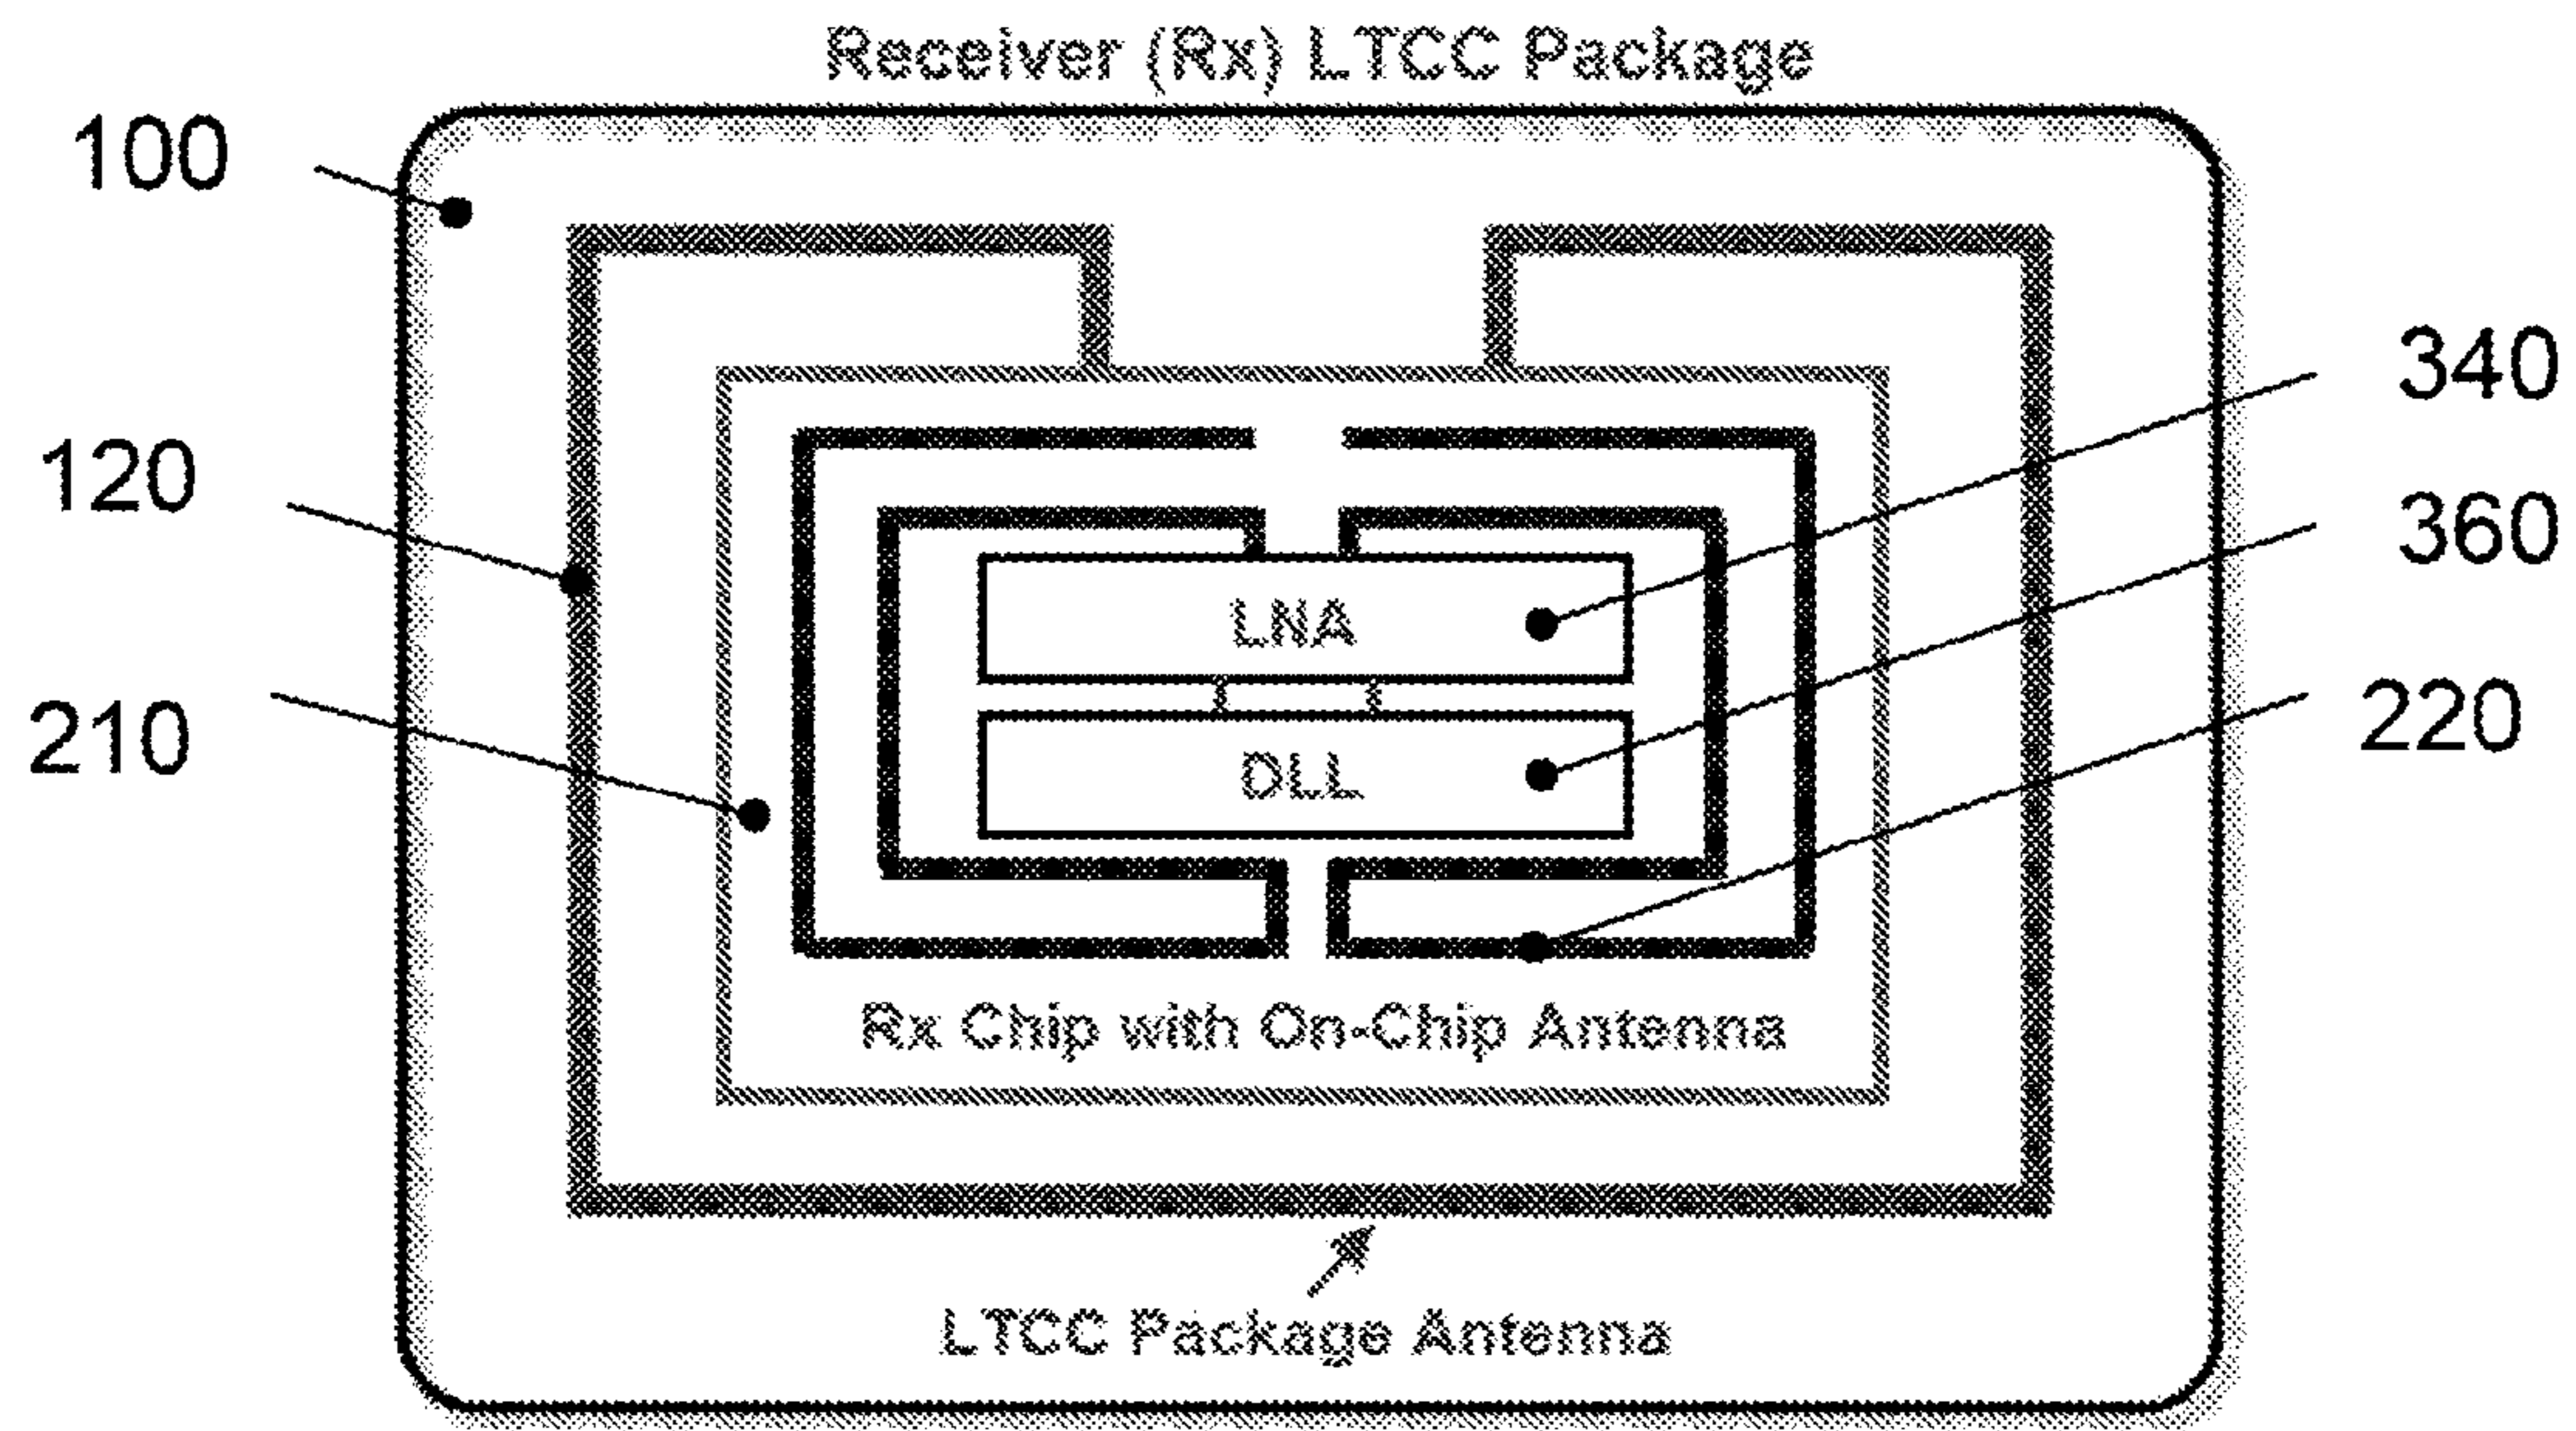 Receiver (Rx) LTCC Package
100
120
210
340
360
220
LNA
DLL
Rx Chip with On-Chip Antenna
LTCC Package Antenna